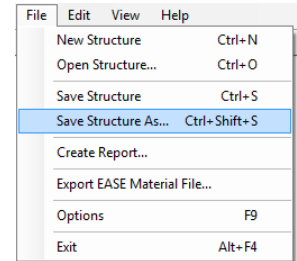 File Edit View Help
New Structure Ctrl+N
Open Structure... Ctrl+O
Save Structure Ctrl+S
Save Structure As... Ctrl+Shift+S
Create Report...
Export EASE Material File...
Options F9
Exit Alt+F4